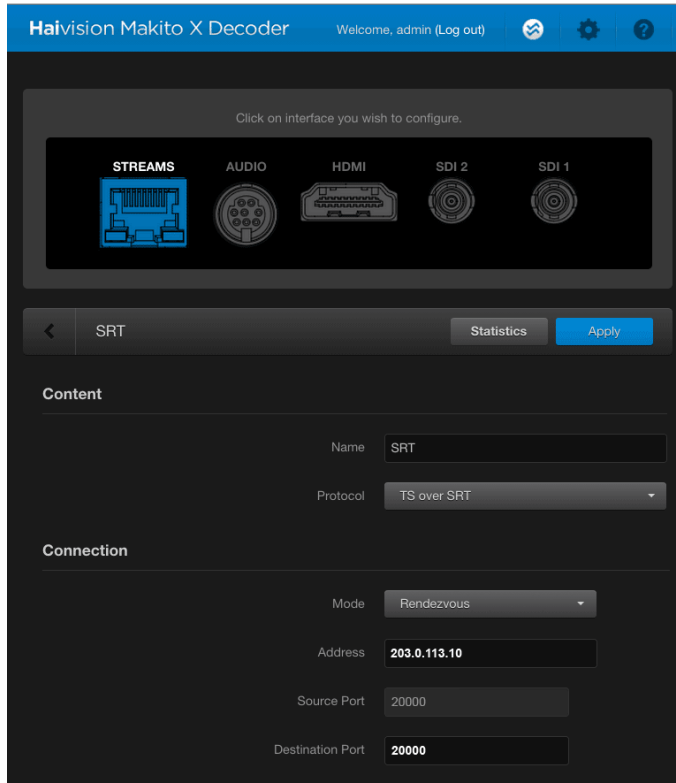 Haivision Makito X Decoder Welcome, admin (Log out) ?
Click on interface you wish to configure.
STREAMS AUDIO HDMI SDI 2 SDI 1
SRT Statistics Apply
Content
Name SRT
Protocol TS over SRT
Connection
Mode Rendezvous
Address 203.0.113.10
Source Port 20000
Destination Port 20000